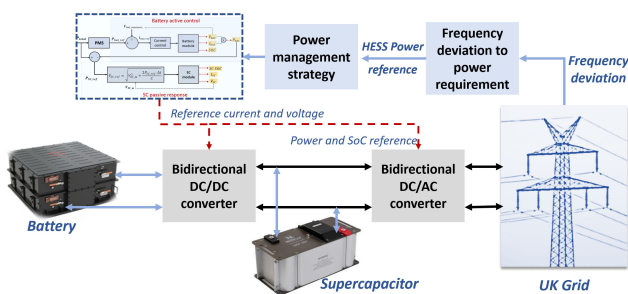 Battery active control
PMS
Current
control
Battery
module
SC
module
SC passive response
Power
management
strategy
HESS Power
reference
Frequency
deviation to
power
requirement
Frequency
deviation
Reference current and voltage
Power and SoC reference
Bidirectional
DC/DC
converter
Bidirectional
DC/AC
converter
Battery
Supercapacitor
UK Grid